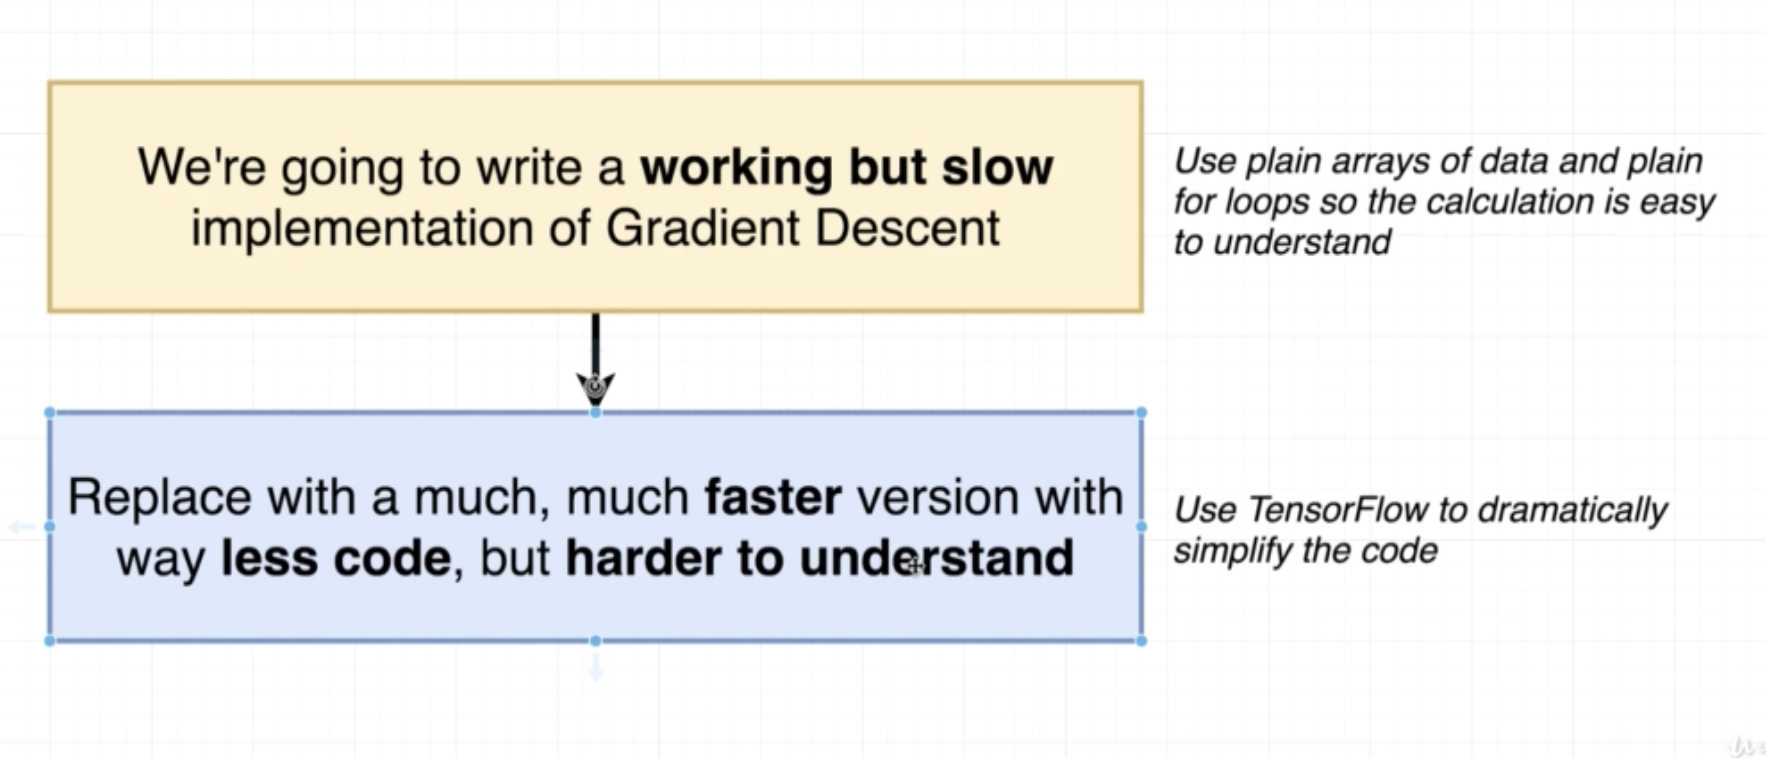 We're going to write a working but slow
implementation of Gradient Descent
Use plain arrays of data and plain
for loops so the calculation is easy
to understand
Replace with a much, much faster version with
way less code, but harder to understand
Use TensorFlow to dramatically
simplify the code